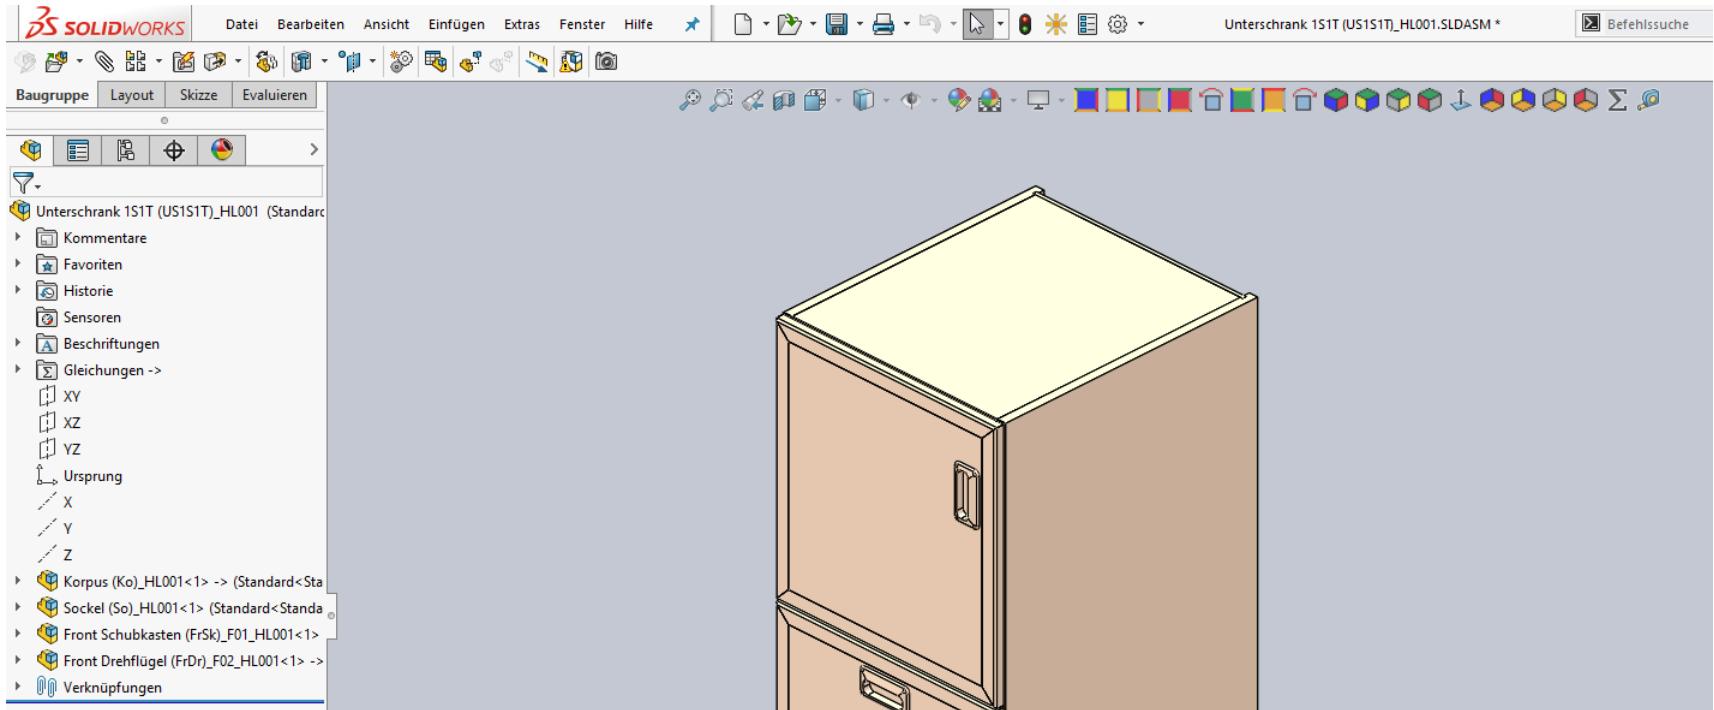 SOLIDWORKS Datei Bearbeiten Ansicht Einfügen Extras Fenster Hilfe Unterschrank 1S1T (US1S1T)_HL001.SLDASM * Befehlssuche
Baugruppe Layout Skizze Evaluieren
Unterschrank 1S1T (US1S1T)_HL001 (Standard
Kommentare
Favoriten
Historie
Sensoren
Beschriftungen
Gleichungen ->
XY
XZ
YZ
Ursprung
X
Y
Z
Korpus (Ko)_HL001<1> -> (Standard<Sta
Sockel (So)_HL001<1> (Standard<Standa
Front Schubkasten (FrSk)_F01_HL001<1>
Front Drehflügel (FrDr)_F02_HL001<1> ->
Verknüpfungen